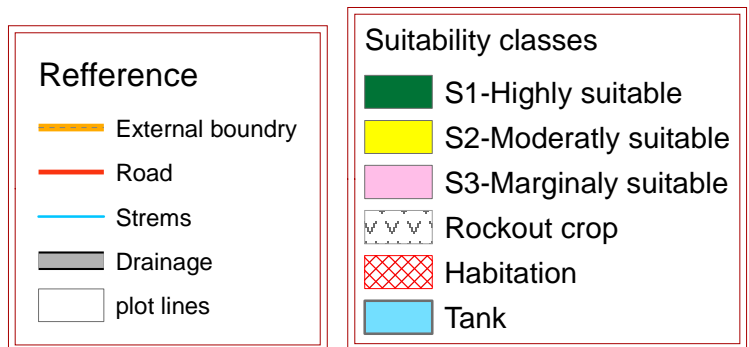 Refference
External boundry
Road
Strems
Drainage
plot lines
Suitability classes
S1-Highly suitable
S2-Moderatly suitable
S3-Marginaly suitable
Rockout crop
Habitation
Tank